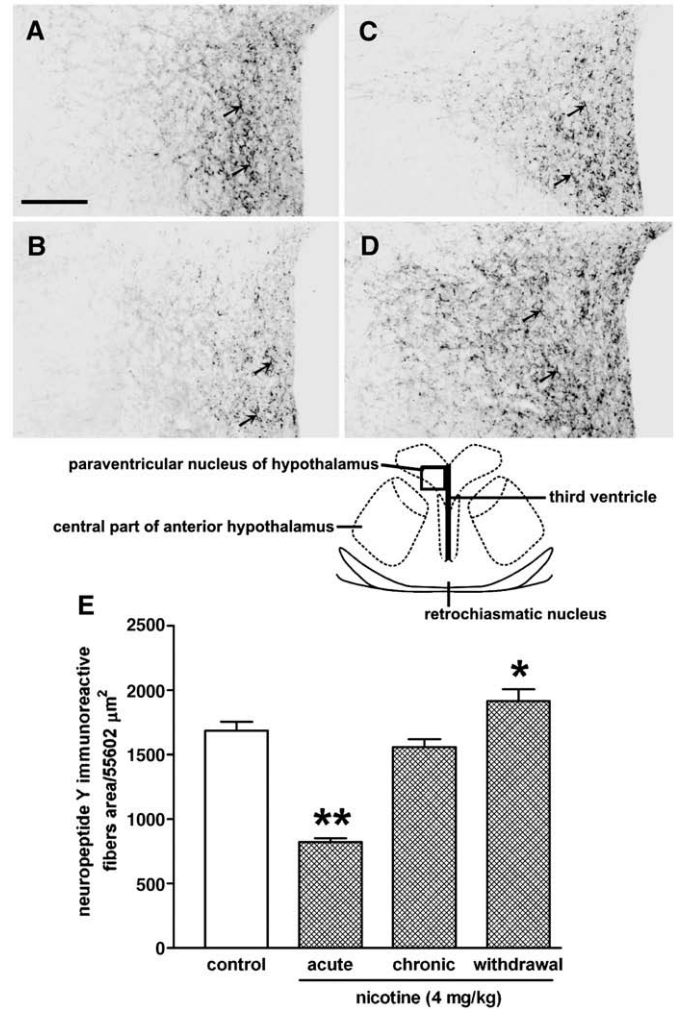 A
C
B
D
paraventricular nucleus of hypothalamus
third ventricle
central part of anterior hypothalamus
retrochiasmatic nucleus
E
neuropeptide Y immunoreactive
fibers area/55602 μm²
2500
2000
1500
1000
500
0
**
*
control
acute
chronic
withdrawal
nicotine (4 mg/kg)